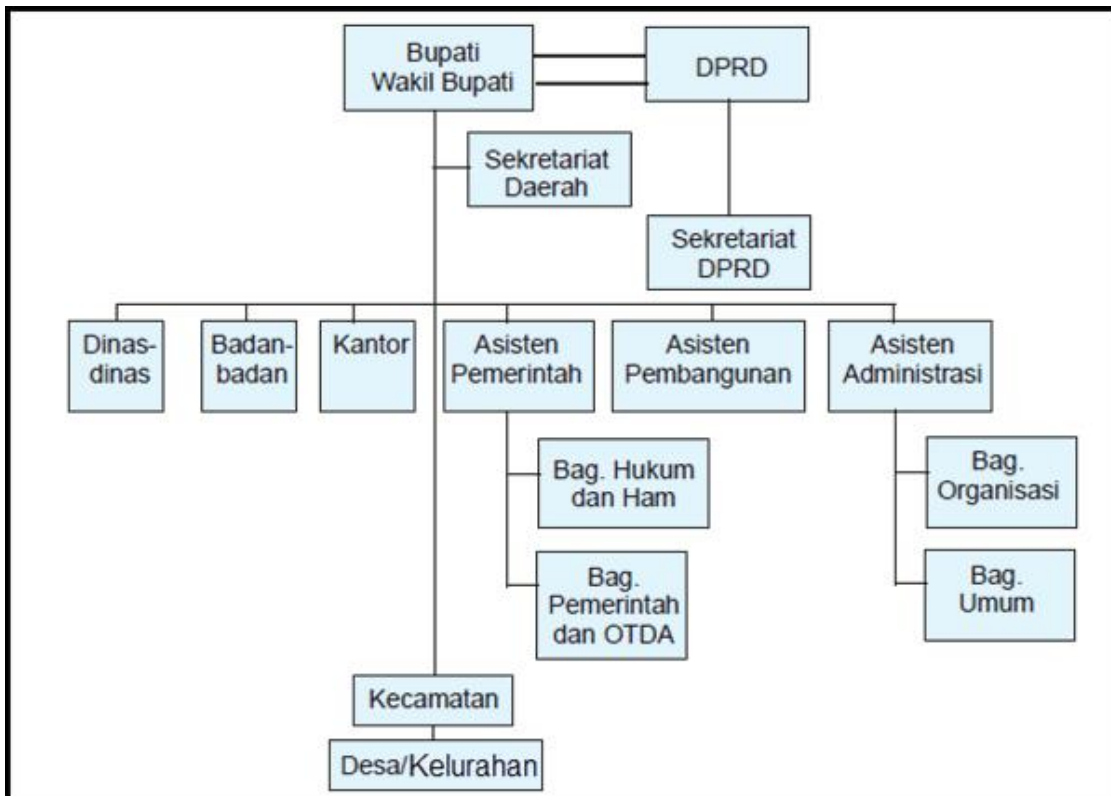 Bupati
Wakil Bupati
DPRD
Sekretariat
Daerah
Sekretariat
DPRD
Dinas-
dinas
Badan-
badan
Kantor
Asisten
Pemerintah
Asisten
Pembangunan
Asisten
Administrasi
Bag. Hukum
dan Ham
Bag.
Organisasi
Bag.
Pemerintah
dan OTDA
Bag.
Umum
Kecamatan
Desa/Kelurahan